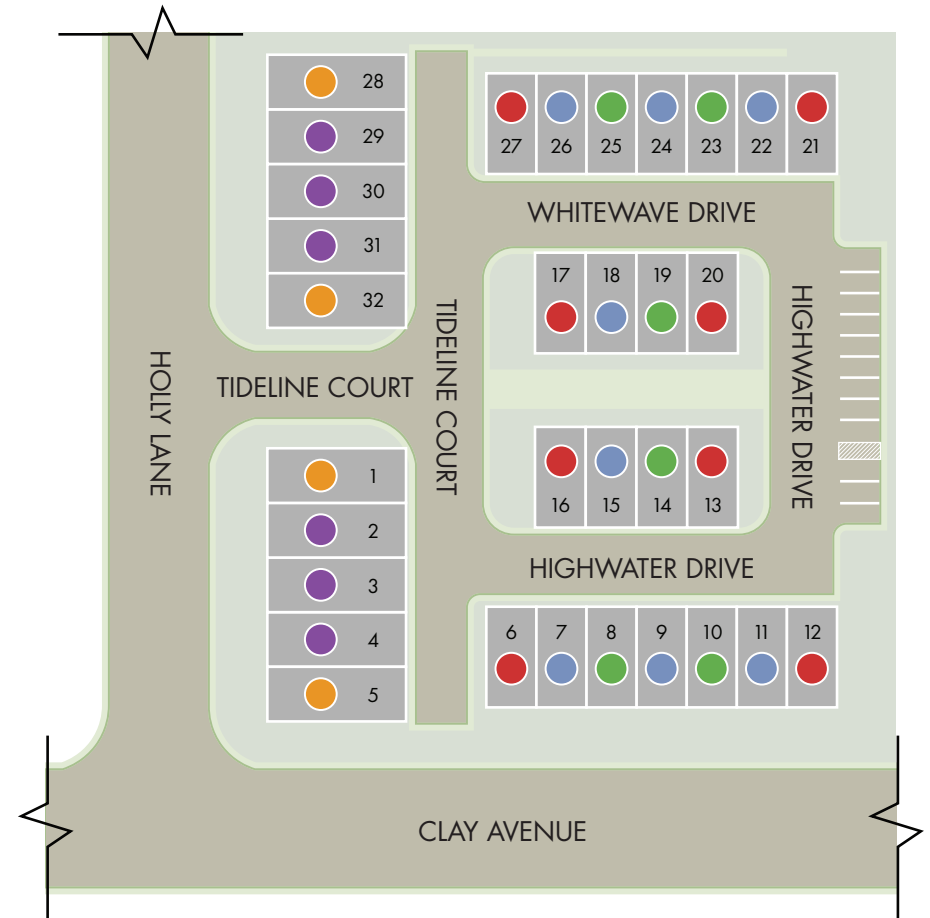 28
29
30
31
32
27 26 25 24 23 22 21
WHITEWAVE DRIVE
17 18 19 20
HIGHWATER DRIVE
TIDELINE COURT
HOLLY LANE
TIDELINE COURT
1
2
3
4
5
16 15 14 13
HIGHWATER DRIVE
6 7 8 9 10 11 12
CLAY AVENUE